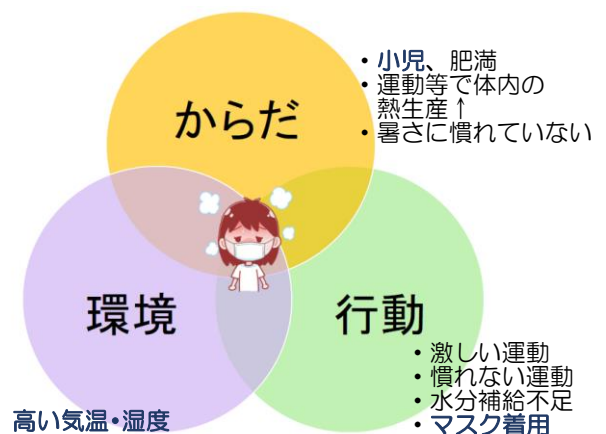 からだ
・小児、肥満
・運動等で体内の
熱生産↑
・暑さに慣れていない
環境
行動
高い気温・湿度
・激しい運動
・慣れない運動
・水分補給不足
・マスク着用